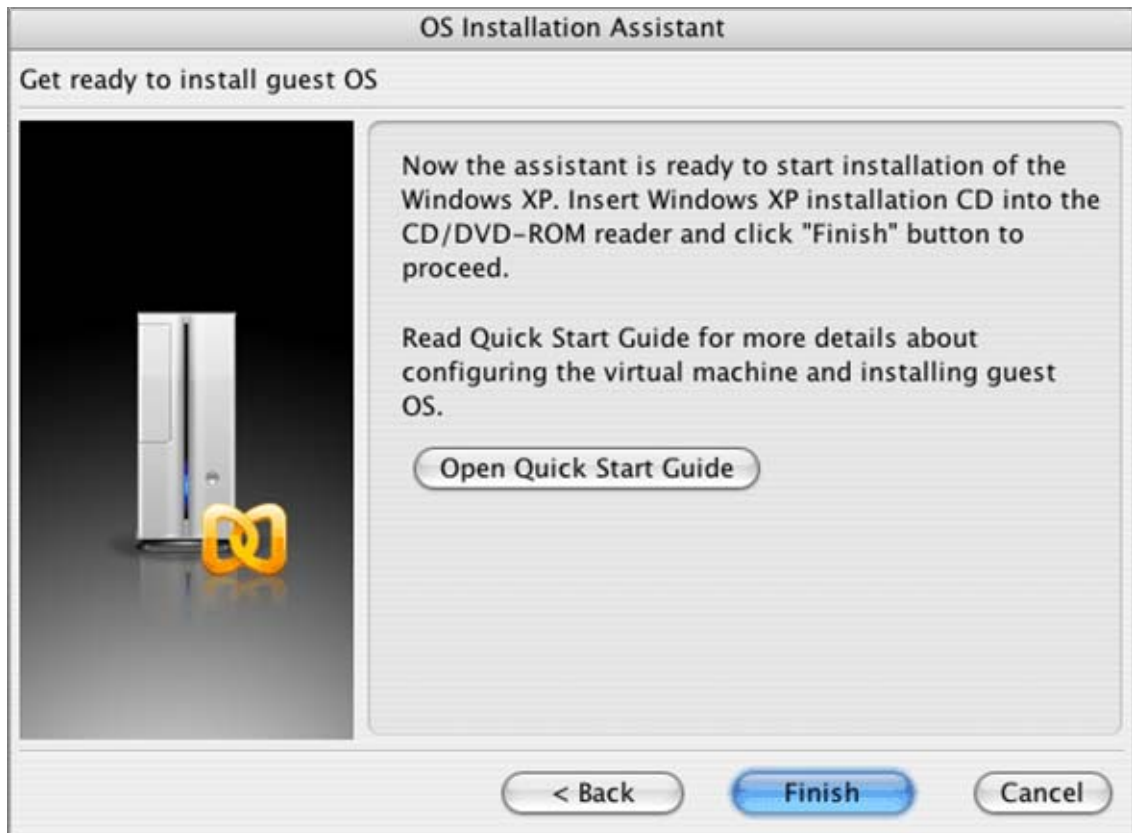 OS Installation Assistant
Get ready to install guest OS
Now the assistant is ready to start installation of the
Windows XP. Insert Windows XP installation CD into the
CD/DVD-ROM reader and click "Finish" button to
proceed.
Read Quick Start Guide for more details about
configuring the virtual machine and installing guest
OS.
Open Quick Start Guide
< Back
Finish
Cancel